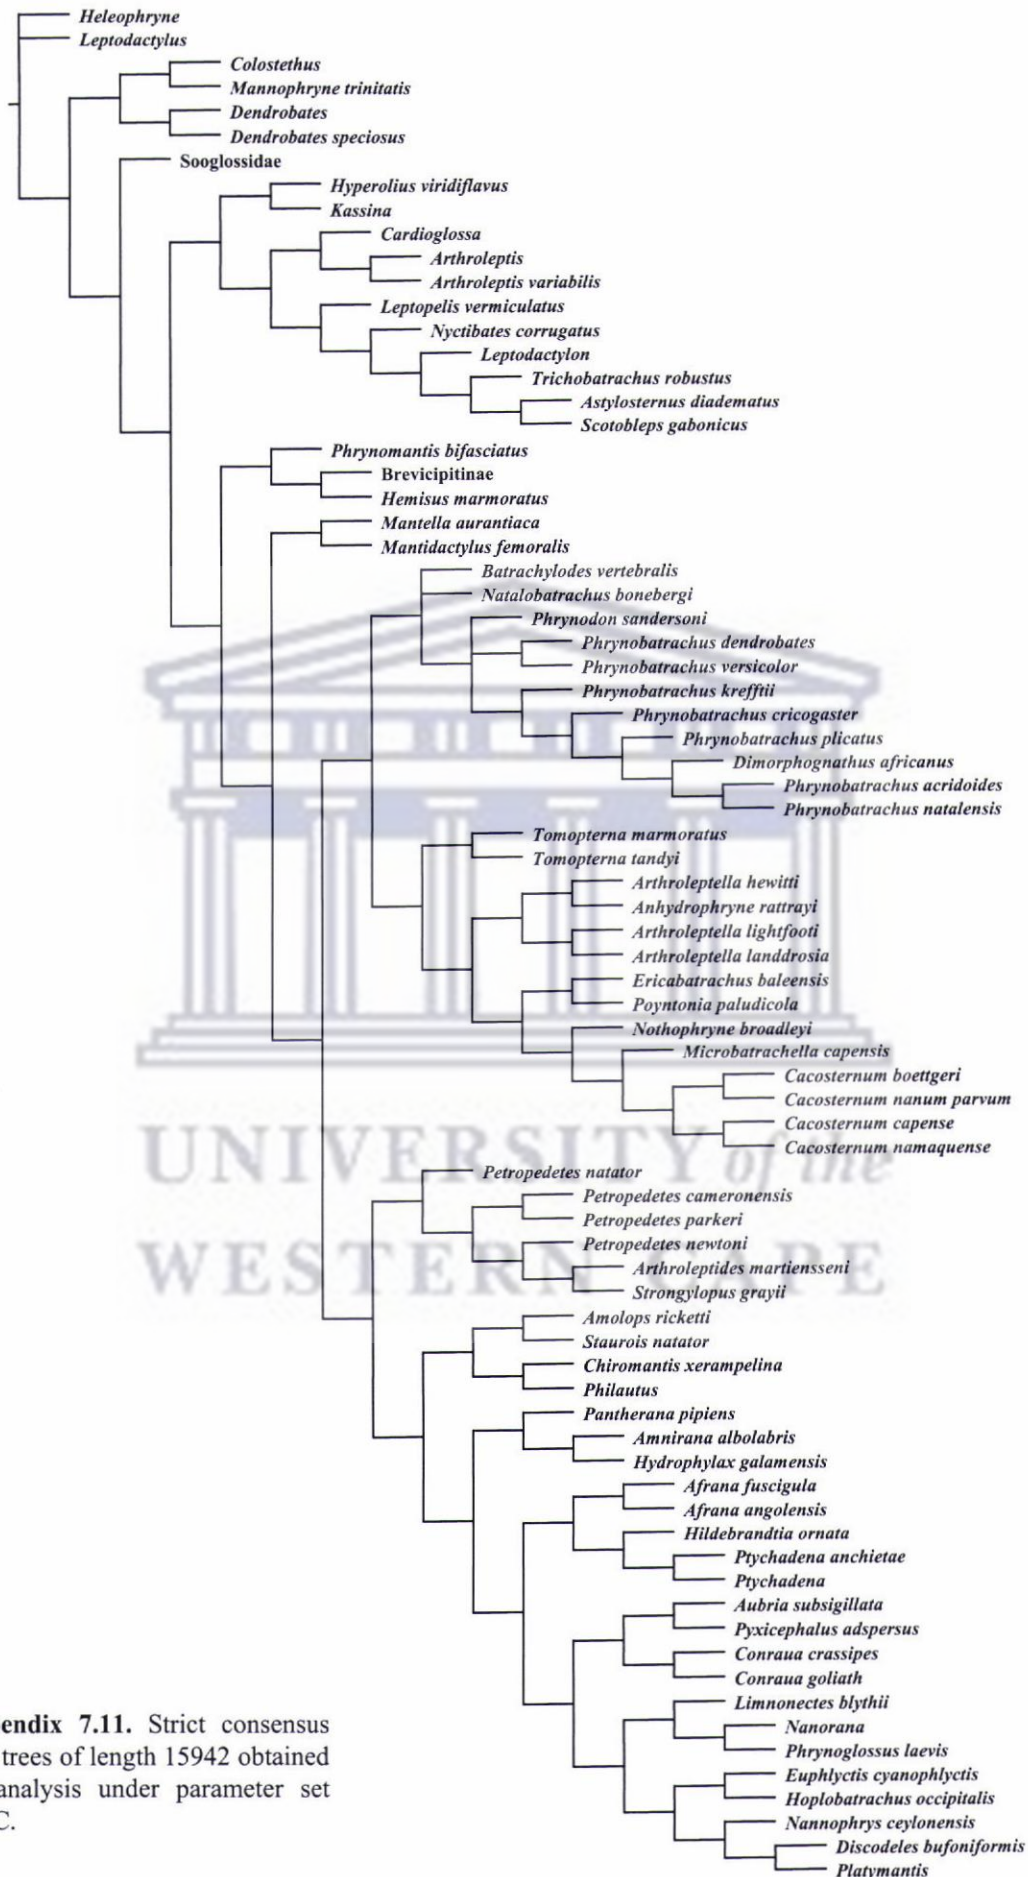 Heleophryne
Leptodactylus
Colostethus
Mannophryne trinitatis
Dendrobates
Dendrobates speciosus
Sooglossidae
Hyperolius viridiflavus
Kassina
Cardioglossa
Arthroleptis
Arthroleptis variabilis
Leptopelis vermiculatus
Nyctibates corrugatus
Leptodactylon
Trichobatrachus robustus
Astylosternus diadematus
Scotobleps gabonicus
Phrynomantis bifasciatus
Brevicipitinae
Hemisus marmoratus
Mantella aurantiaca
Mantidactylus femoralis
Batrachylodes vertebralis
Natalobatrachus bonebergi
Phrynodon sandersoni
Phrynobatrachus dendrobates
Phrynobatrachus versicolor
Phrynobatrachus krefftii
Phrynobatrachus cricogaster
Phrynobatrachus plicatus
Dimorphognathus africanus
Phrynobatrachus acridoides
Phrynobatrachus natalensis
Tomopterna marmoratus
Tomopterna tandyi
Arthroleptella hewitti
Anhydrophryne rattrayi
Arthroleptella lightfooti
Arthroleptella landdrosia
Ericabatrachus baleensis
Poyntonia paludicola
Nothophryne broadleyi
Microbatrachella capensis
Cacosternum boettgeri
Cacosternum nanum parvum
Cacosternum capense
Cacosternum namaquense
UNIVERSITY of the
WESTERN CAPE
Petropedetes natator
Petropedetes cameronensis
Petropedetes parkeri
Petropedetes newtoni
Arthroleptides martiensseni
Strongylopus grayii
Amolops ricketti
Staurois natator
Chiromantis xerampelina
Philautus
Pantherana pipiens
Amnirana albolabris
Hydrophylax galamensis
Afrana fuscigula
Afrana angolensis
Hildebrandtia ornata
Ptychadena anchietae
Ptychadena
Aubria subsigillata
Pyxicephalus adspersus
Conraua crassipes
Conraua goliath
Limnonectes blythii
Nanorana
Phrynoglossus laevis
Euphlyctis cyanophlyctis
Hoplobatrachus occipitalis
Nannophrys ceylonensis
Discodeles bufoniformis
Platymantis
endix 7.11. Strict consensus
trees of length 15942 obtained
analysis under parameter set
C.